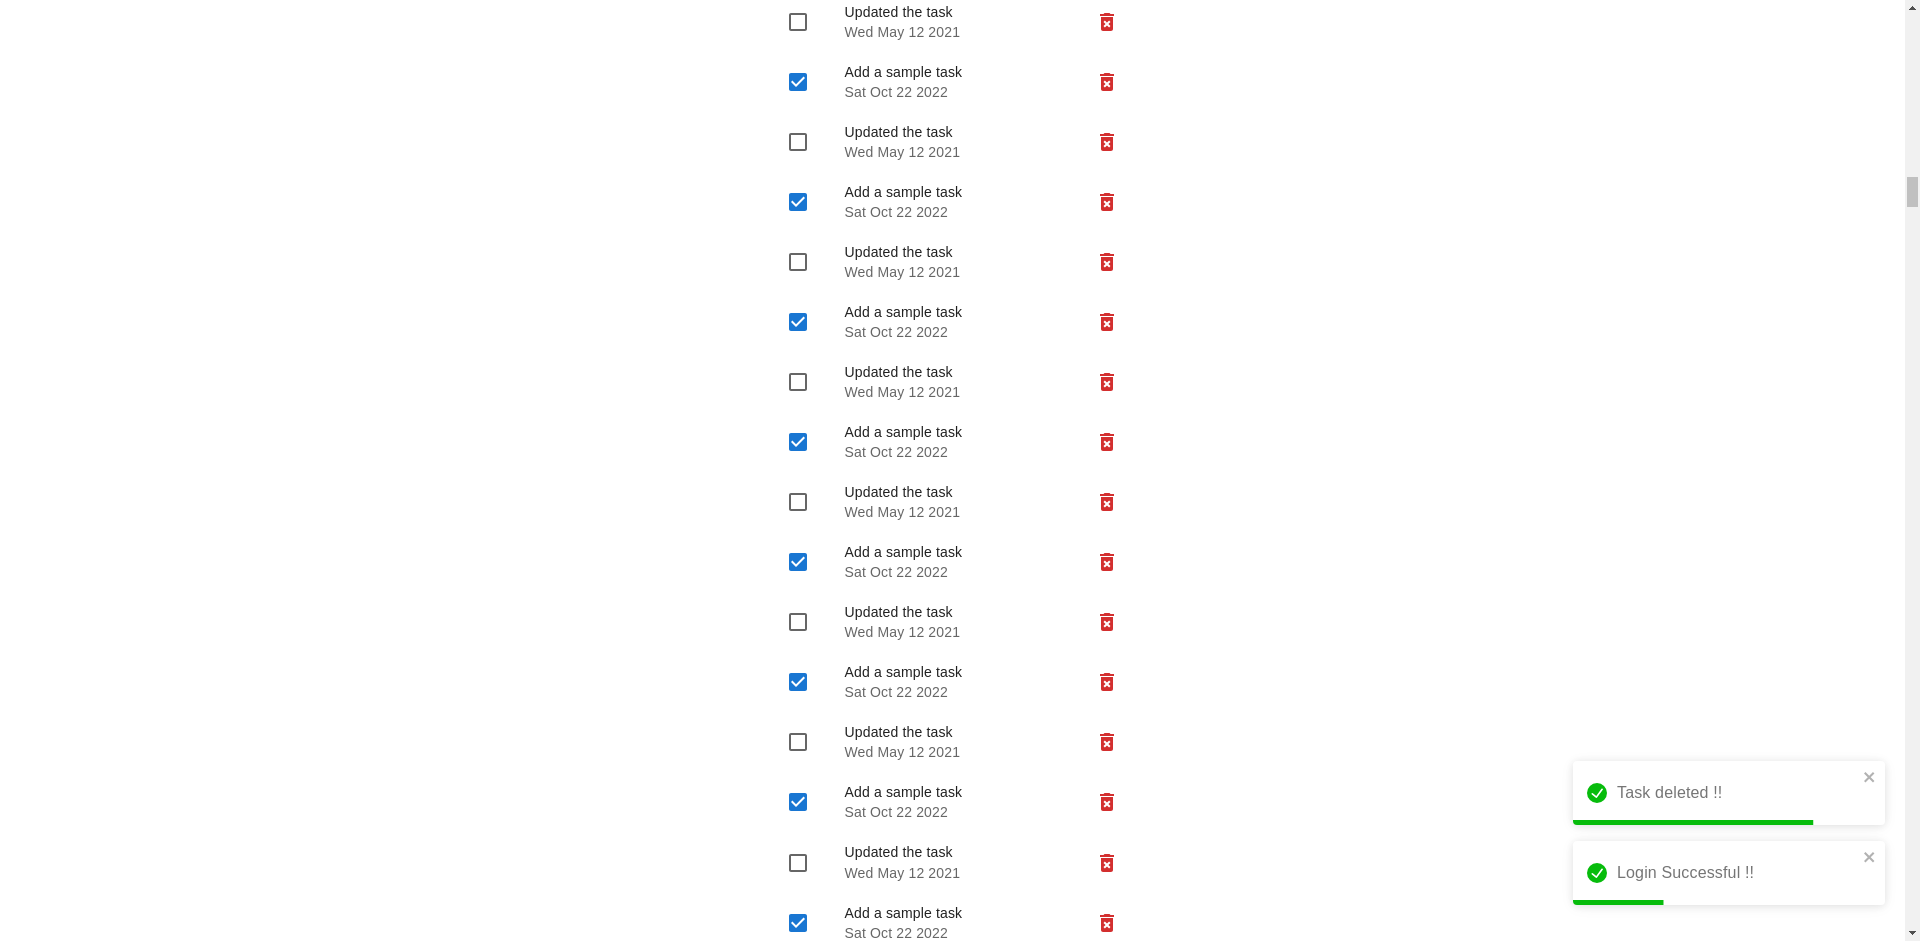 Updated the task
Wed May 12 2021
Add a sample task
Sat Oct 22 2022
Updated the task
Wed May 12 2021
Add a sample task
Sat Oct 22 2022
Updated the task
Wed May 12 2021
Add a sample task
Sat Oct 22 2022
Updated the task
Wed May 12 2021
Add a sample task
Sat Oct 22 2022
Updated the task
Wed May 12 2021
Add a sample task
Sat Oct 22 2022
Updated the task
Wed May 12 2021
Add a sample task
Sat Oct 22 2022
Updated the task
Wed May 12 2021
Add a sample task
Sat Oct 22 2022
Updated the task
Wed May 12 2021
Add a sample task
Sat Oct 22 2022
Task deleted !!
Login Successful !!